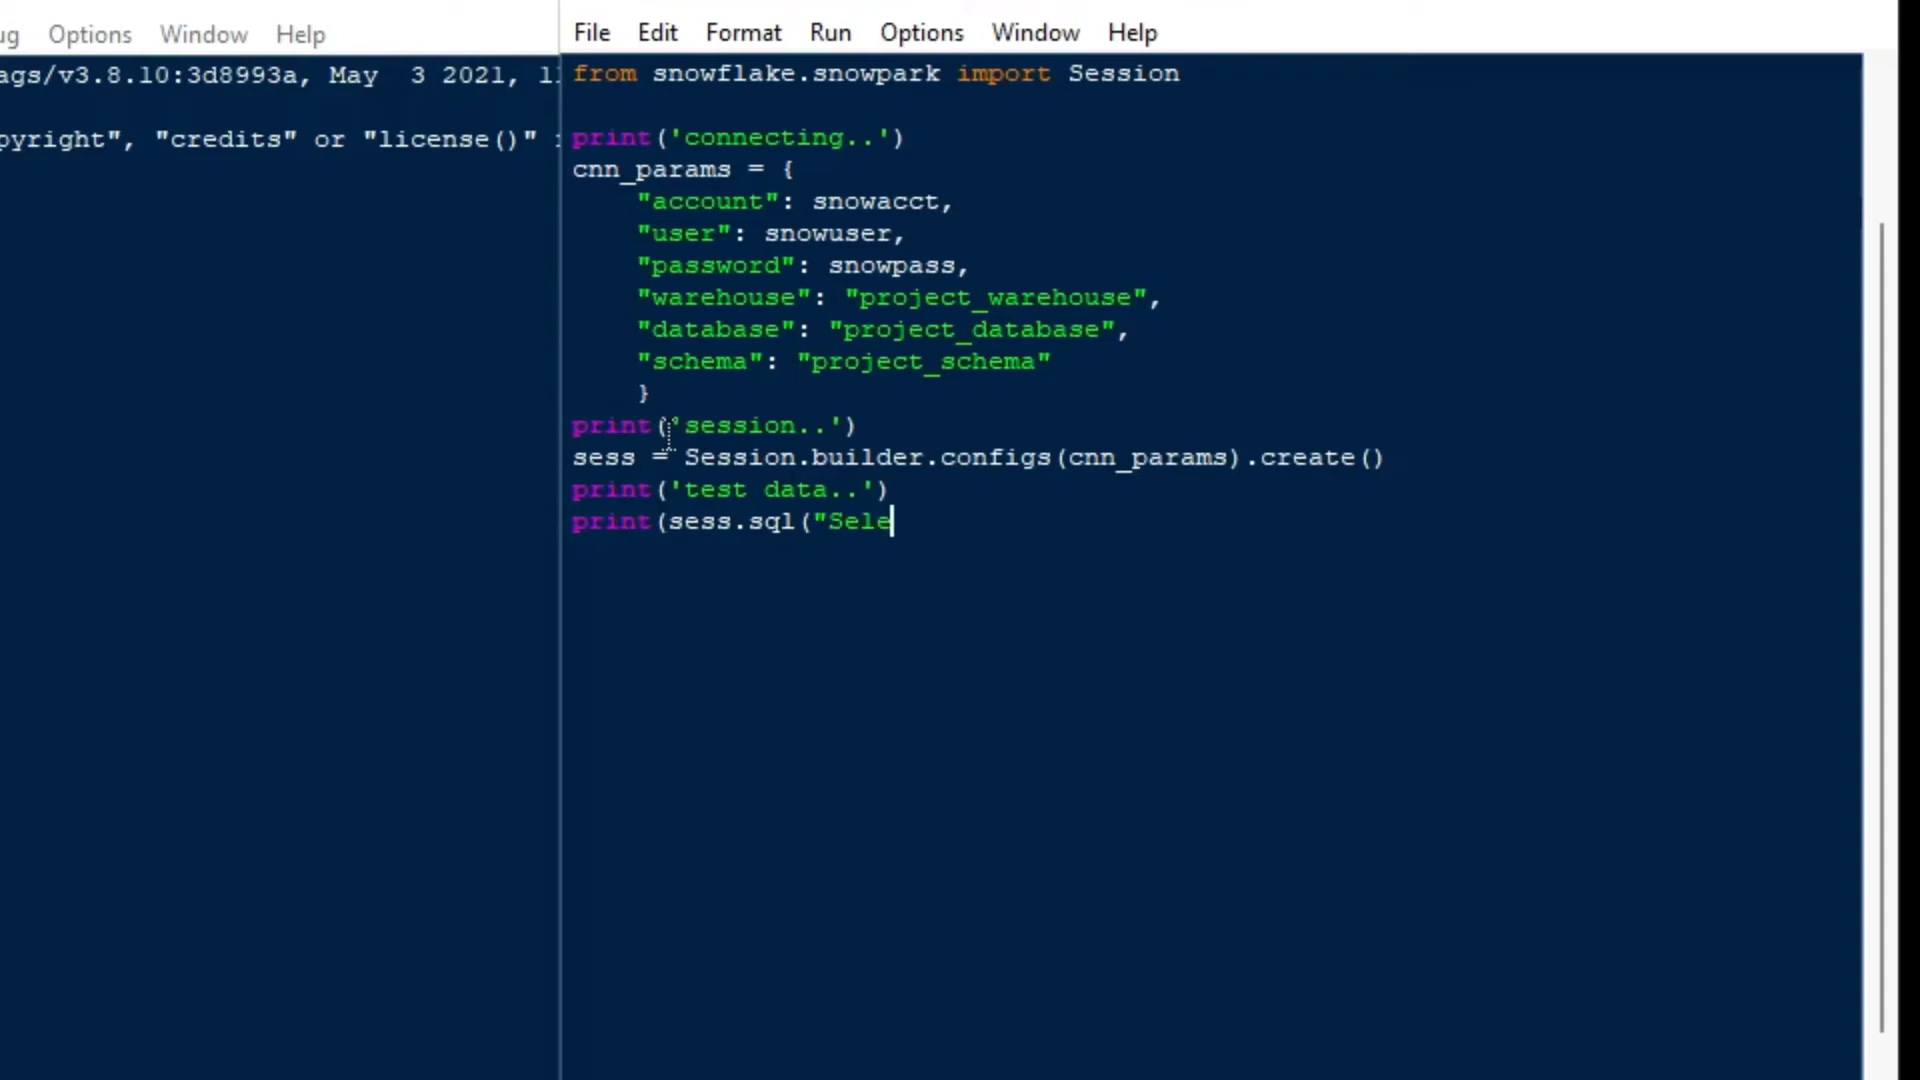 ug Options Window Help
ags/v3.8.10:3d8993a, May  3 2021, 1
pyright", "credits" or "license()"
File Edit Format Run Options Window Help
from snowflake.snowpark import Session
print('connecting..')
cnn_params = {
    "account": snowacct,
    "user": snowuser,
    "password": snowpass,
    "warehouse": "project_warehouse",
    "database": "project_database",
    "schema": "project_schema"
    }
print('session..')
sess = Session.builder.configs(cnn_params).create()
print('test data..')
print(sess.sql("Sele